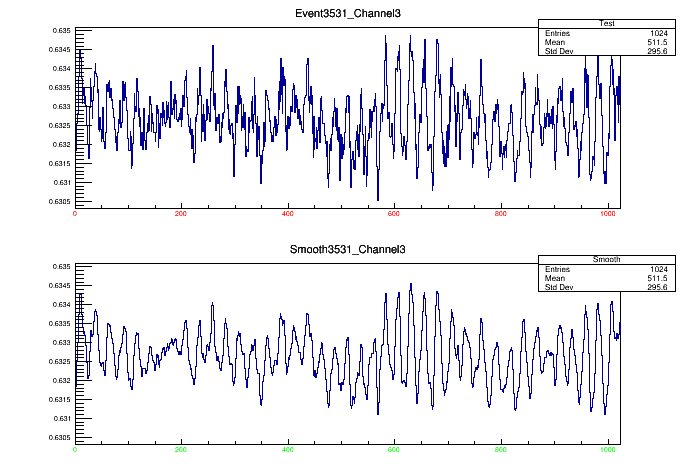 Event3531_Channel3
Test
Entries 1024
Mean 511.5
Std Dev 295.6
0.635
0.6345
0.634
0.6335
0.633
0.6325
0.632
0.6315
0.631
0.6305
0 200 400 600 800 1000
Smooth3531_Channel3
Smooth
Entries 1024
Mean 511.5
Std Dev 295.6
0.635
0.6345
0.634
0.6335
0.633
0.6325
0.632
0.6315
0.631
0.6305
0 200 400 600 800 1000